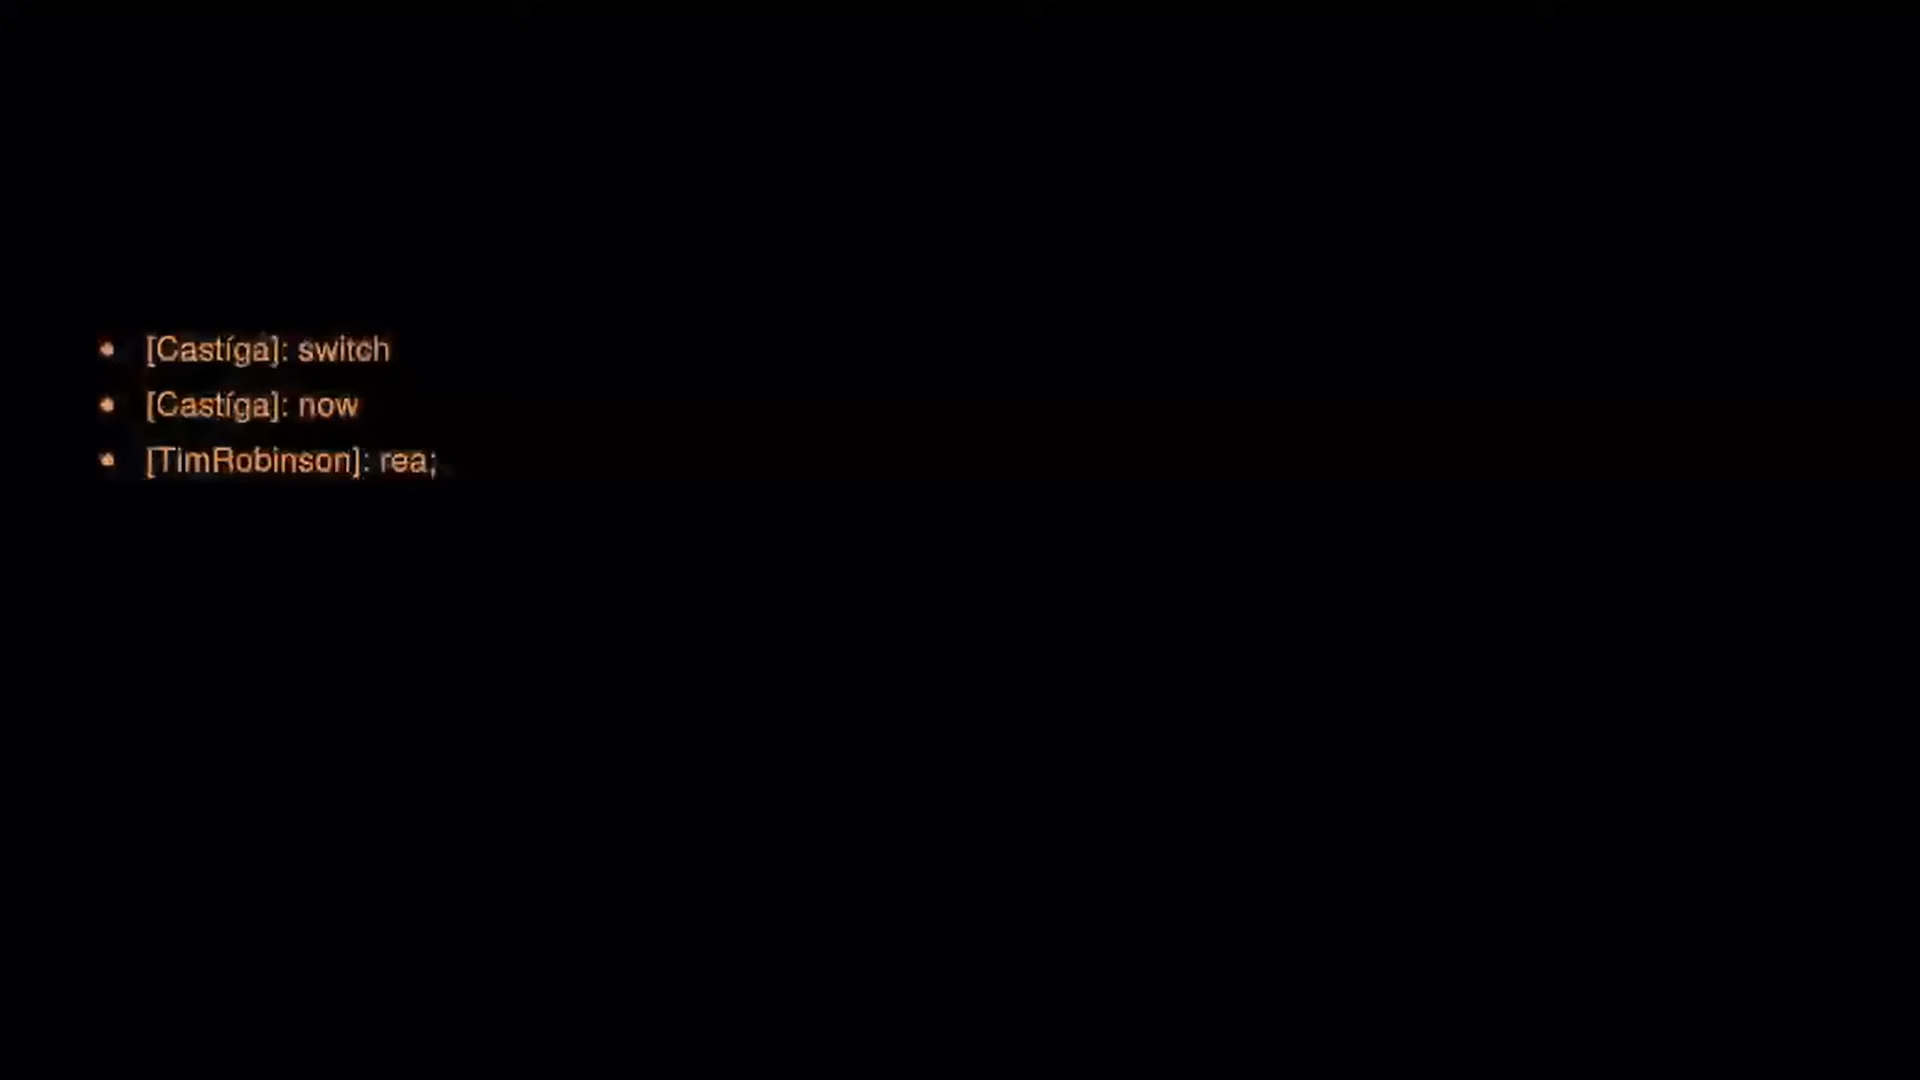 • [Castíga]: switch
• [Castíga]: now
• [TimRobinson]: rea;